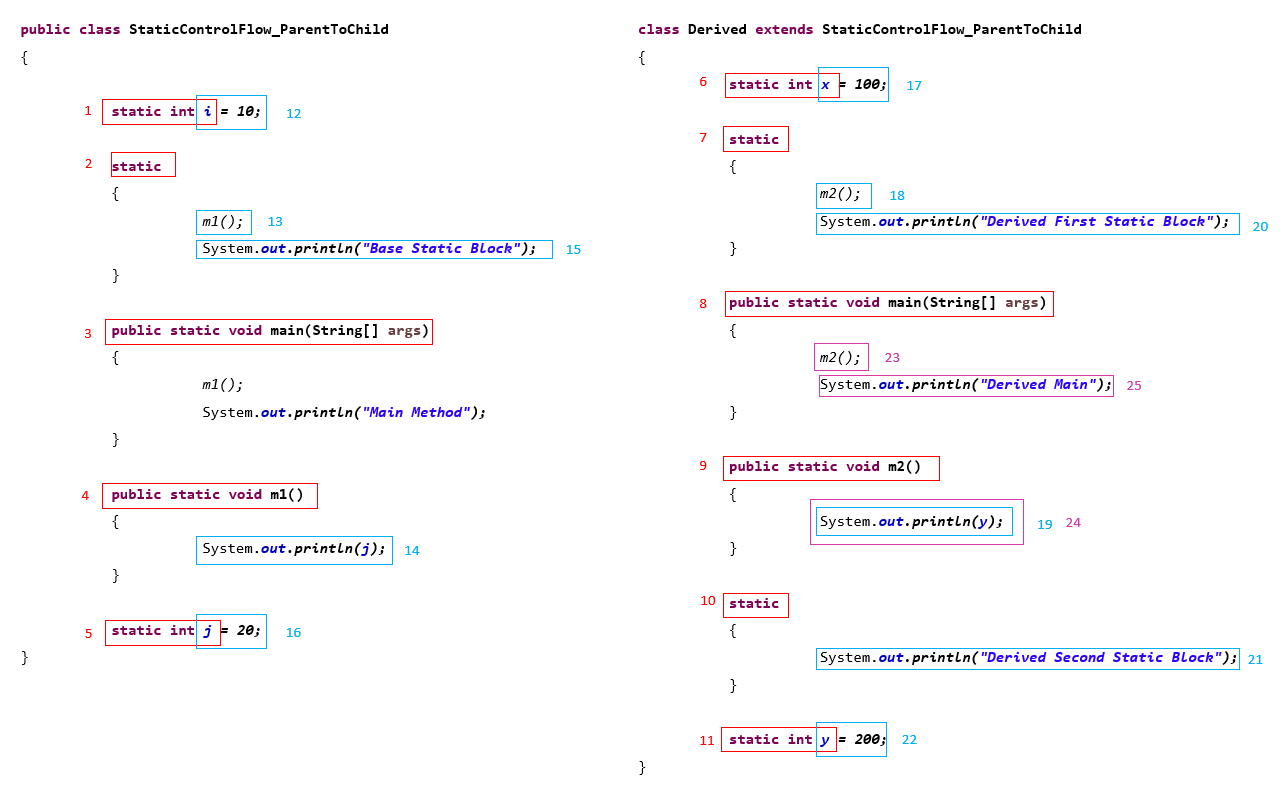 public class StaticControlFlow_ParentToChild
{
1 static int i = 10; 12
2 static
{
m1(); 13
System.out.println("Base Static Block"); 15
}
3 public static void main(String[] args)
{
m1();
System.out.println("Main Method");
}
4 public static void m1()
{
System.out.println(j); 14
}
5 static int j = 20; 16
}
class Derived extends StaticControlFlow_ParentToChild
{
6 static int x = 100; 17
7 static
{
m2(); 18
System.out.println("Derived First Static Block"); 20
}
8 public static void main(String[] args)
{
m2(); 23
System.out.println("Derived Main"); 25
}
9 public static void m2()
{
System.out.println(y); 19 24
}
10 static
{
System.out.println("Derived Second Static Block"); 21
}
11 static int y = 200; 22
}